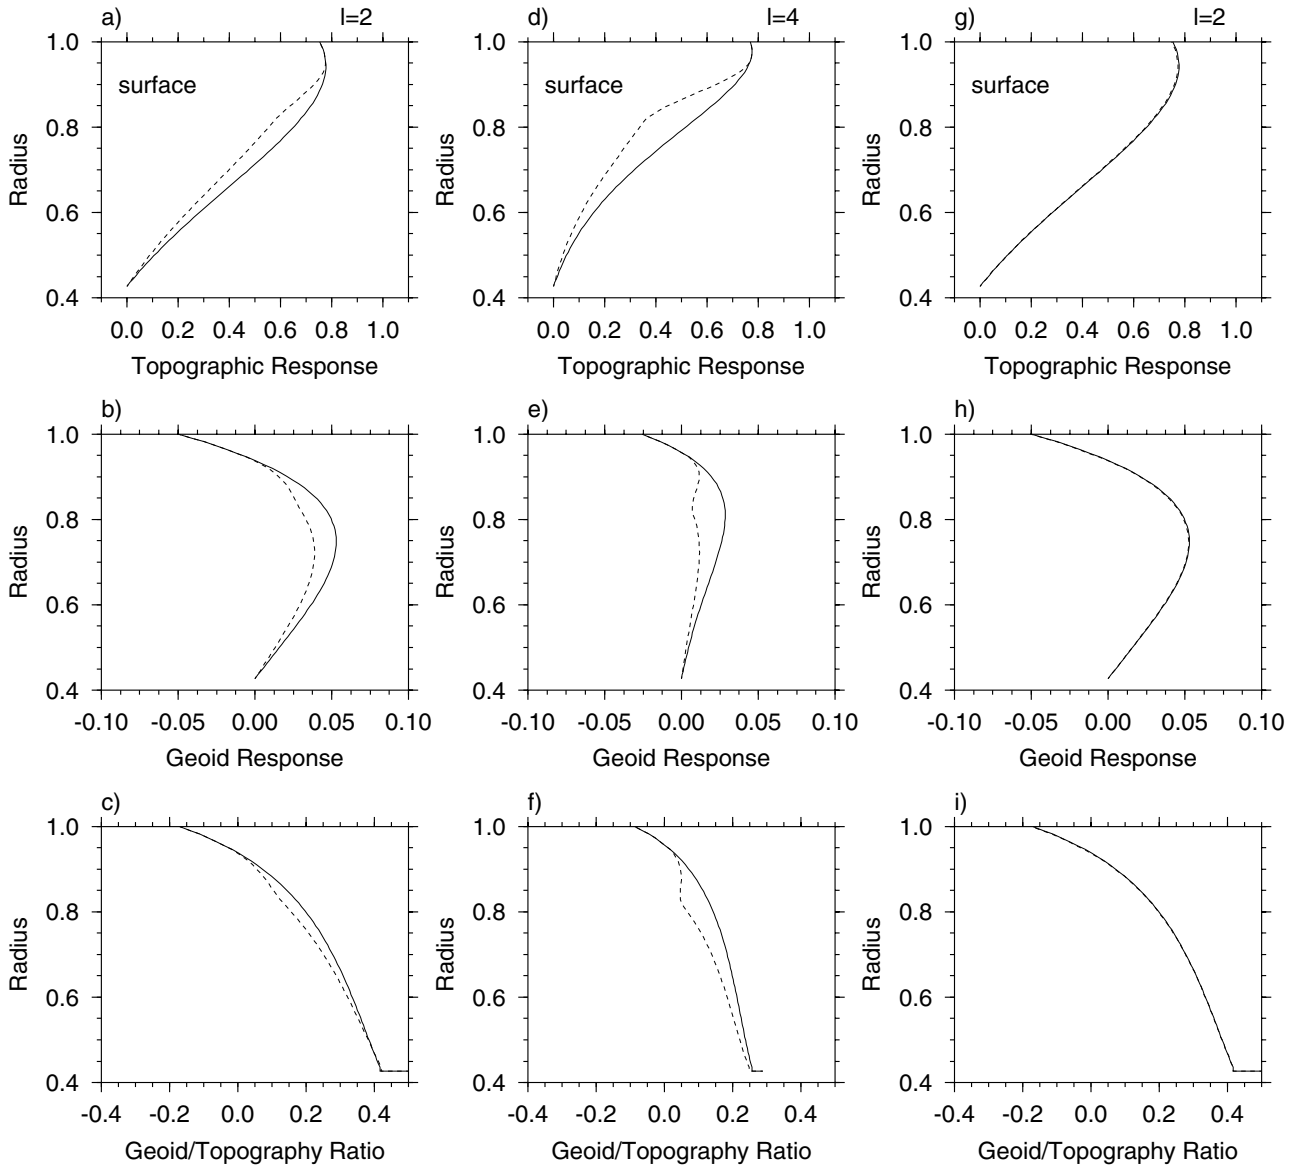 a) l=2
1.0
surface
0.8
Radius
0.6
0.4
0.0 0.2 0.4 0.6 0.8 1.0
Topographic Response
d) l=4
1.0
surface
0.8
Radius
0.6
0.4
0.0 0.2 0.4 0.6 0.8 1.0
Topographic Response
g) l=2
1.0
surface
0.8
Radius
0.6
0.4
0.0 0.2 0.4 0.6 0.8 1.0
Topographic Response
b)
1.0
0.8
Radius
0.6
0.4
-0.10 -0.05 0.00 0.05 0.10
Geoid Response
e)
1.0
0.8
Radius
0.6
0.4
-0.10 -0.05 0.00 0.05 0.10
Geoid Response
h)
1.0
0.8
Radius
0.6
0.4
-0.10 -0.05 0.00 0.05 0.10
Geoid Response
c)
1.0
0.8
Radius
0.6
0.4
-0.4 -0.2 0.0 0.2 0.4
Geoid/Topography Ratio
f)
1.0
0.8
Radius
0.6
0.4
-0.4 -0.2 0.0 0.2 0.4
Geoid/Topography Ratio
i)
1.0
0.8
Radius
0.6
0.4
-0.4 -0.2 0.0 0.2 0.4
Geoid/Topography Ratio